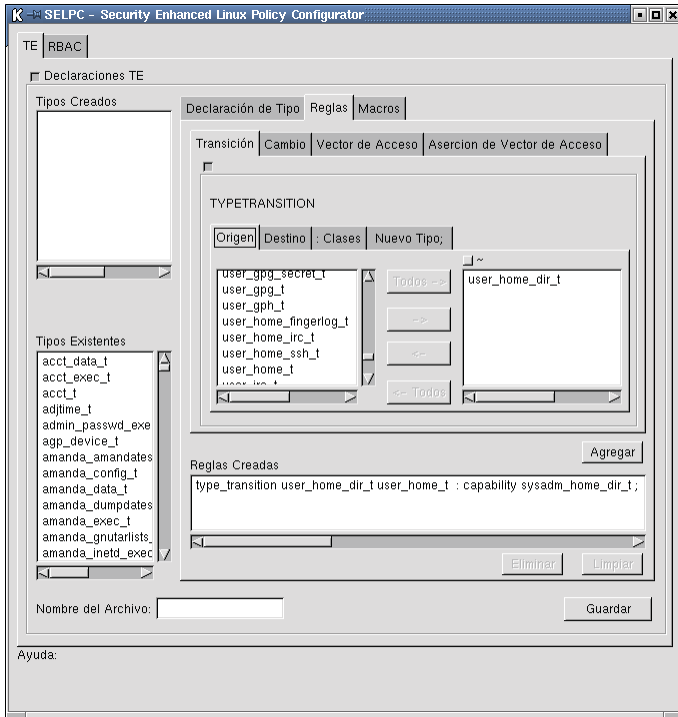 SELPC - Security Enhanced Linux Policy Configurator
TE RBAC
Declaraciones TE
Tipos Creados
Declaración de Tipo Reglas Macros
Transición Cambio Vector de Acceso Asercion de Vector de Acceso
TYPETRANSITION
Origen Destino : Clases Nuevo Tipo;
~
user_gpg_secret_t
user_gpg_t
user_gph_t
user_home_fingerlog_t
user_home_irc_t
user_home_ssh_t
user_home_t
user_irc_t
Todos ->
->
<-
<- Todos
user_home_dir_t
Tipos Existentes
acct_data_t
acct_exec_t
acct_t
adjtime_t
admin_passwd_exe
agp_device_t
amanda_amandates
amanda_config_t
amanda_data_t
amanda_dumpdates
amanda_exec_t
amanda_gnutarlists_
amanda_inetd_exec
Agregar
Reglas Creadas
type_transition user_home_dir_t user_home_t : capability sysadm_home_dir_t ;
Eliminar Limpiar
Nombre del Archivo:
Guardar
Ayuda: